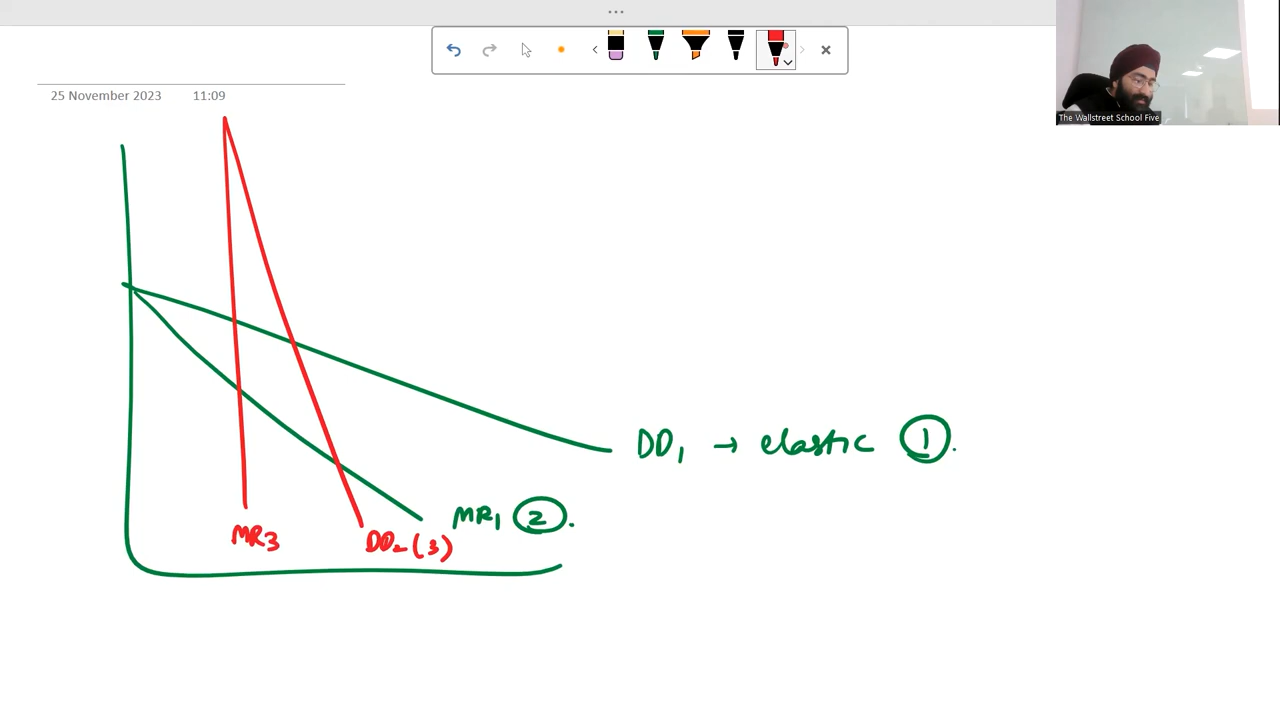 25 November 2023 11:09
The Wallstreet School Five
DD₁ → elastic ①.
MR₁ ②.
MR3
DD₂ (3)